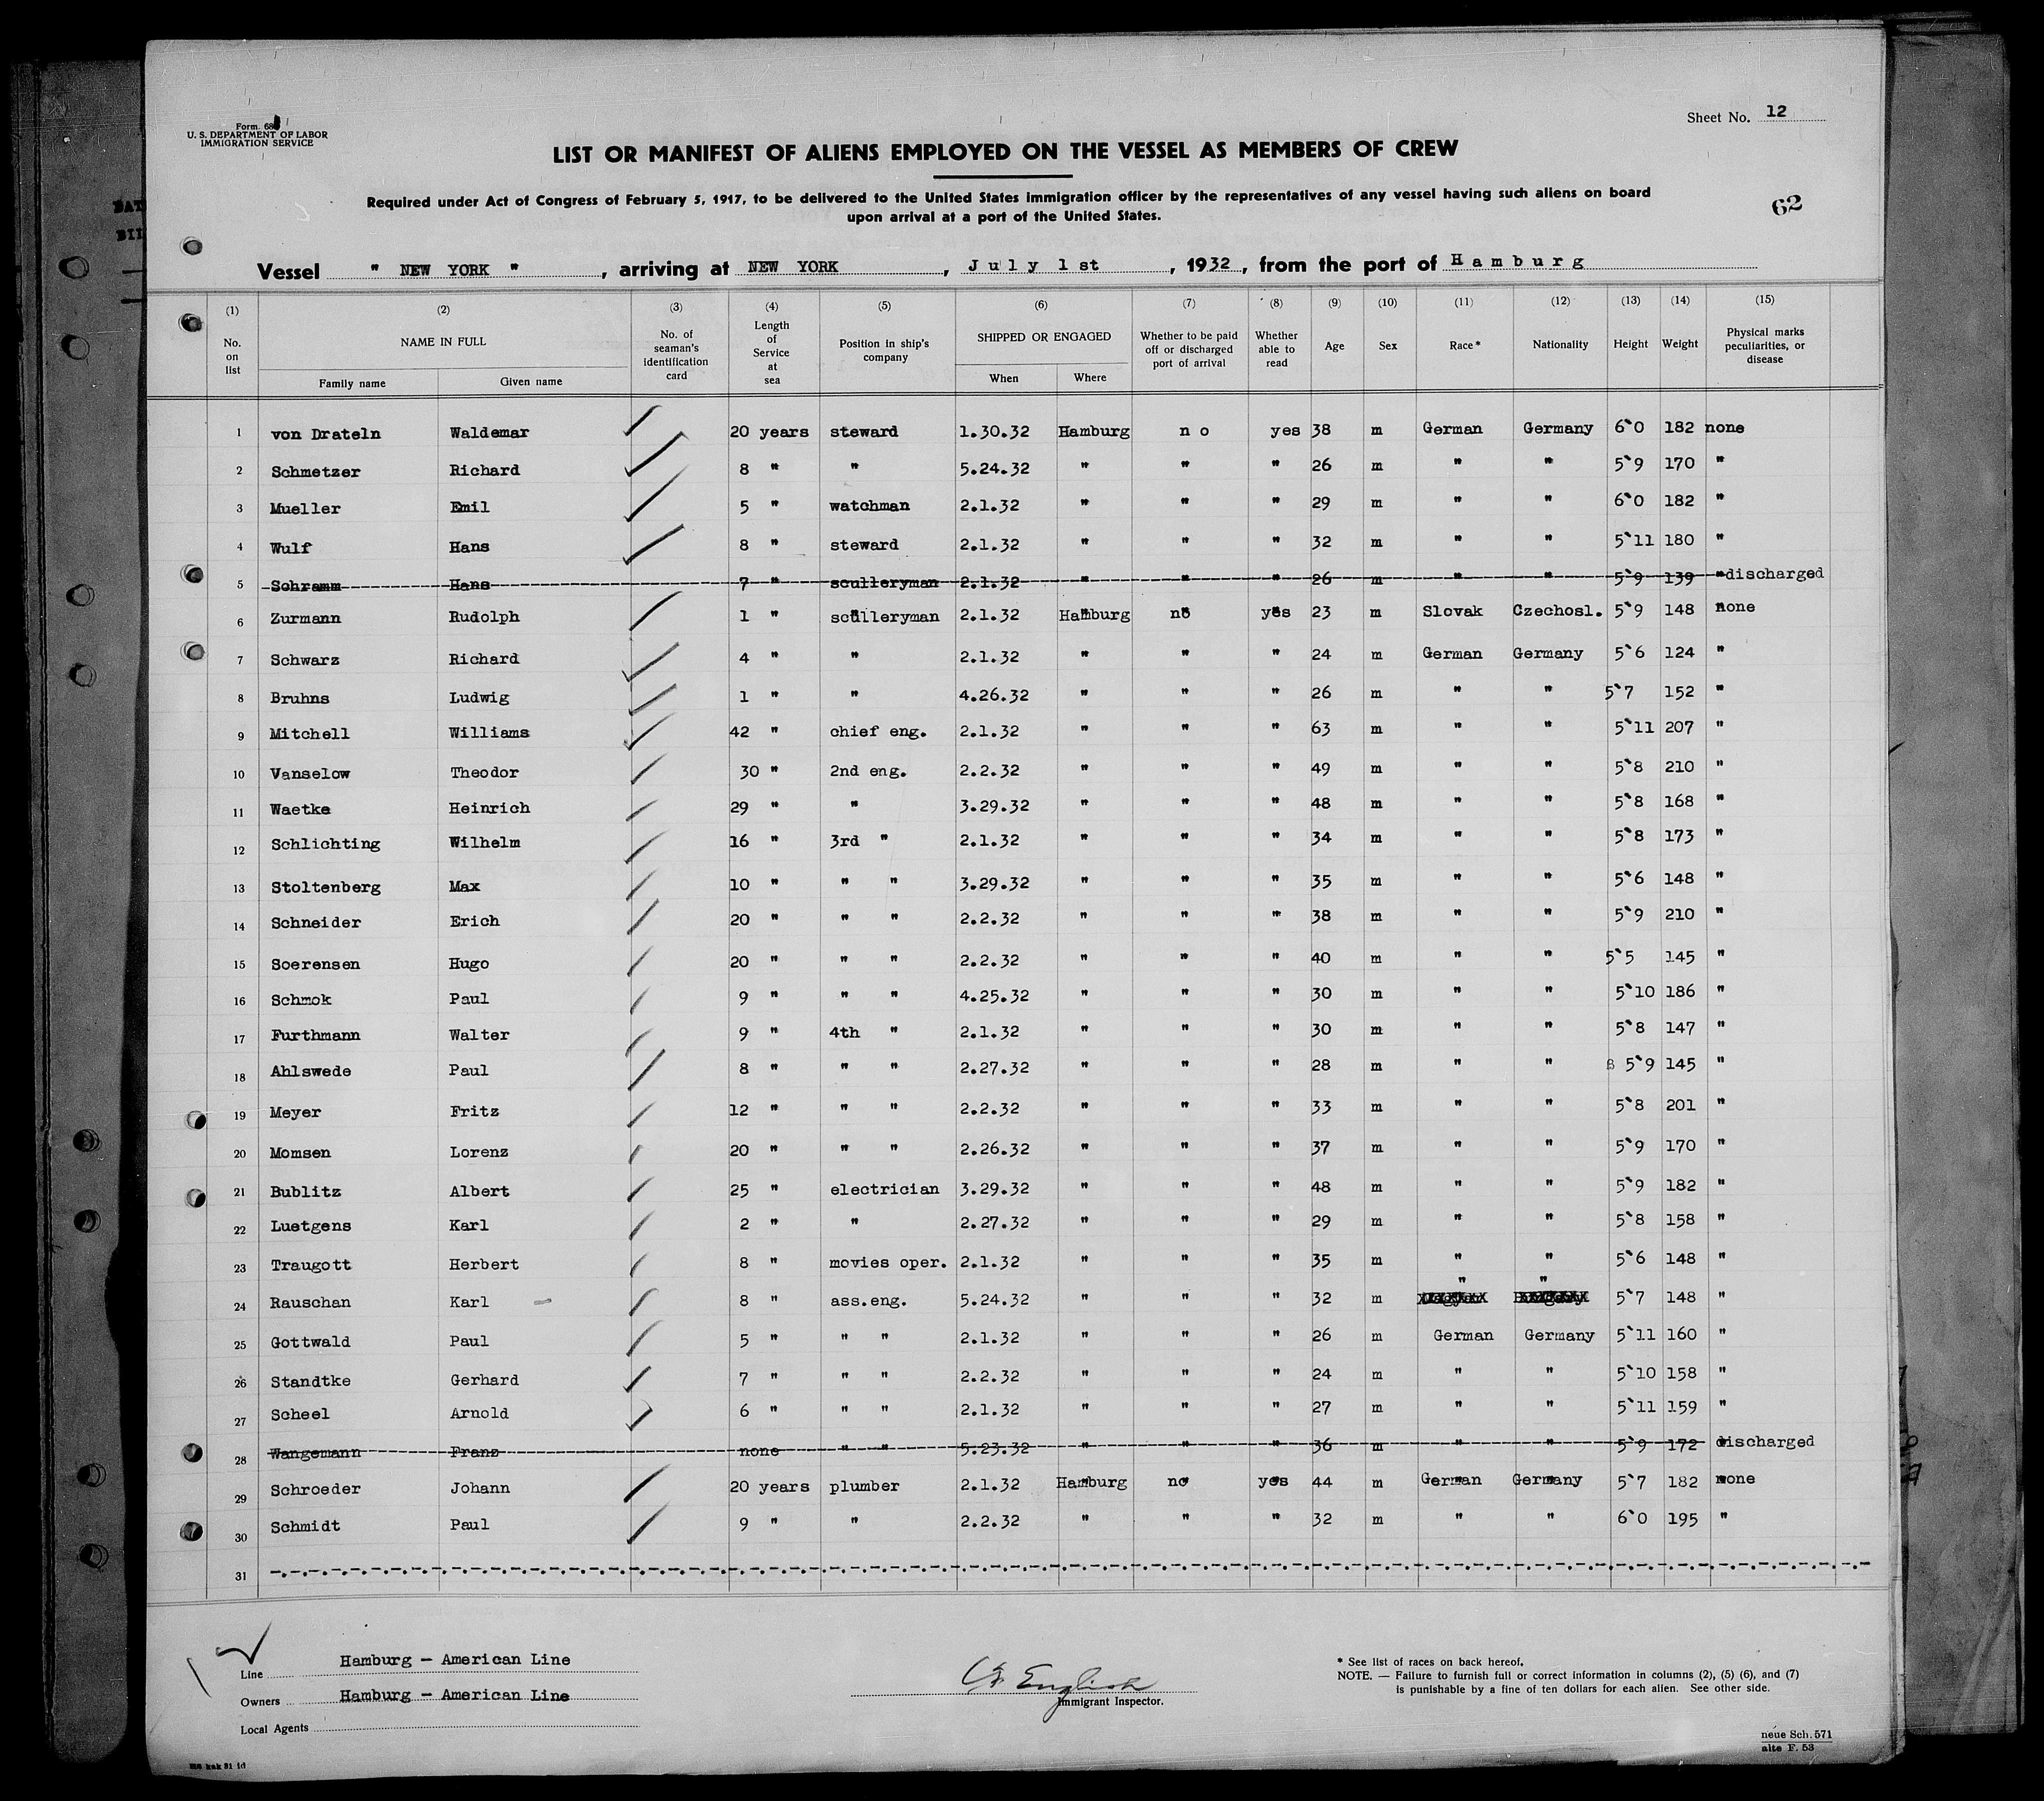 Form 680
U. S. DEPARTMENT OF LABOR
IMMIGRATION SERVICE
Sheet No. 12
LIST OR MANIFEST OF ALIENS EMPLOYED ON THE VESSEL AS MEMBERS OF CREW
Required under Act of Congress of February 5, 1917, to be delivered to the United States immigration officer by the representatives of any vessel having such aliens on board
upon arrival at a port of the United States.
62
Vessel " NEW YORK " , arriving at NEW YORK , July 1st , 1932, from the port of Hamburg
(1) (2) (3) (4) (5) (6) (7) (8) (9) (10) (11) (12) (13) (14) (15)
No. on list NAME IN FULL Family name Given name No. of seaman's identification card Length of Service at sea Position in ship's company SHIPPED OR ENGAGED When Where Whether to be paid off or discharged port of arrival Whether able to read Age Sex Race* Nationality Height Weight Physical marks peculiarities, or disease
1 von Drateln Waldemar 20 years steward 1.30.32 Hamburg no yes 38 m German Germany 6`0 182 none
2 Schmetzer Richard 8 " " 5.24.32 " " " 26 m " " 5`9 170 "
3 Mueller Emil 5 " watchman 2.1.32 " " " 29 m " " 6`0 182 "
4 Wulf Hans 8 " steward 2.1.32 " " " 32 m " " 5`11 180 "
5 Schramm Hans 7 " sculleryman 2.1.32 " " " 26 m " " 5`9 139 " discharged
6 Zurmann Rudolph 1 " sculleryman 2.1.32 Hamburg no yes 23 m Slovak Czechosl. 5`9 148 none
7 Schwarz Richard 4 " " 2.1.32 " " " 24 m German Germany 5`6 124 "
8 Bruhns Ludwig 1 " " 4.26.32 " " " 26 m " " 5`7 152 "
9 Mitchell Williams 42 " chief eng. 2.1.32 " " " 63 m " " 5`11 207 "
10 Vanselow Theodor 30 " 2nd eng. 2.2.32 " " " 49 m " " 5`8 210 "
11 Waetke Heinrich 29 " " 3.29.32 " " " 48 m " " 5`8 168 "
12 Schlichting Wilhelm 16 " 3rd " 2.1.32 " " " 34 m " " 5`8 173 "
13 Stoltenberg Max 10 " " " 3.29.32 " " " 35 m " " 5`6 148 "
14 Schneider Erich 20 " " " 2.2.32 " " " 38 m " " 5`9 210 "
15 Soerensen Hugo 20 " " " 2.2.32 " " " 40 m " " 5`5 145 "
16 Schmok Paul 9 " " " 4.25.32 " " " 30 m " " 5`10 186 "
17 Furthmann Walter 9 " 4th " 2.1.32 " " " 30 m " " 5`8 147 "
18 Ahlswede Paul 8 " " " 2.27.32 " " " 28 m " " 5`9 145 "
19 Meyer Fritz 12 " " " 2.2.32 " " " 33 m " " 5`8 201 "
20 Momsen Lorenz 20 " " " 2.26.32 " " " 37 m " " 5`9 170 "
21 Bublitz Albert 25 " electrician 3.29.32 " " " 48 m " " 5`9 182 "
22 Luetgens Karl 2 " " 2.27.32 " " " 29 m " " 5`8 158 "
23 Traugott Herbert 8 " movies oper. 2.1.32 " " " 35 m " " 5`6 148 "
24 Rauschan Karl 8 " ass.eng. 5.24.32 " " " 32 m " " 5`7 148 "
25 Gottwald Paul 5 " " " 2.1.32 " " " 26 m German Germany 5`11 160 "
26 Standtke Gerhard 7 " " " 2.2.32 " " " 24 m " " 5`10 158 "
27 Scheel Arnold 6 " " " 2.1.32 " " " 27 m " " 5`11 159 "
28 Wangemann Franz none " " 5.23.32 " " " 36 m " " 5`9 172 discharged
29 Schroeder Johann 20 years plumber 2.1.32 Hamburg no yes 44 m German Germany 5`7 182 none
30 Schmidt Paul 9 " " 2.2.32 " " " 32 m " " 6`0 195 "
31
Line Hamburg - American Line
Owners Hamburg - American Line
Local Agents
English
Immigrant Inspector.
* See list of races on back hereof.
NOTE. — Failure to furnish full or correct information in columns (2), (5) (6), and (7)
is punishable by a fine of ten dollars for each alien. See other side.
neue Sch. 571
alte F. 53